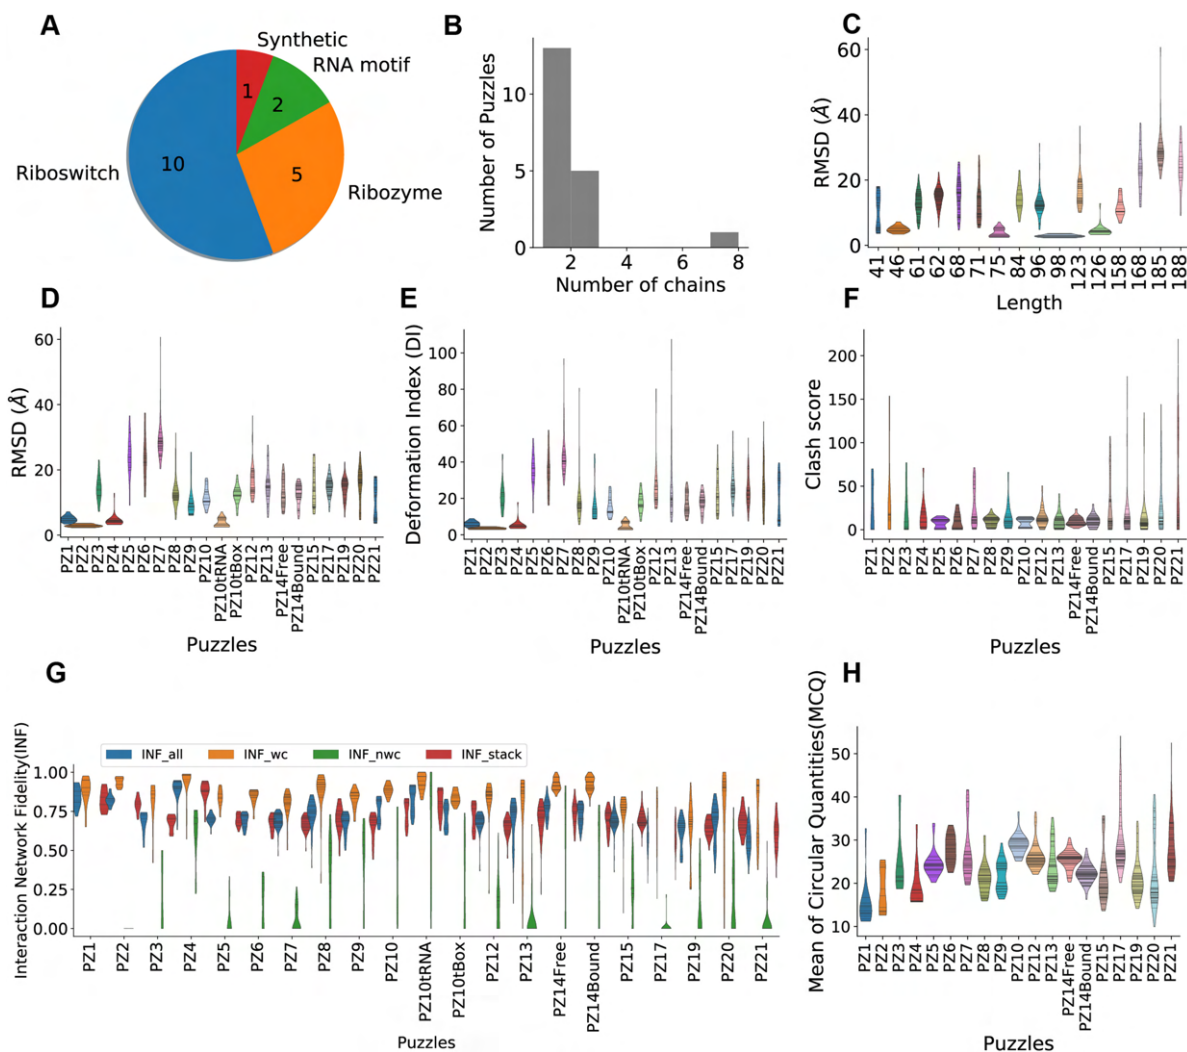 A
Synthetic
RNA motif
1
2
Riboswitch
10
5
Ribozyme
B
Number of Puzzles
10
5
0
2
4
6
8
Number of chains
C
RMSD (Å)
60
40
20
0
41
46
61
62
68
71
75
84
96
98
123
126
158
168
185
188
Length
D
RMSD (Å)
60
40
20
0
PZ1
PZ2
PZ3
PZ4
PZ5
PZ6
PZ7
PZ8
PZ9
PZ10
PZ10tRNA
PZ10tBox
PZ12
PZ13
PZ14Free
PZ14Bound
PZ15
PZ17
PZ19
PZ20
PZ21
Puzzles
E
Deformation Index (DI)
100
80
60
40
20
0
PZ1
PZ2
PZ3
PZ4
PZ5
PZ6
PZ7
PZ8
PZ9
PZ10
PZ10tRNA
PZ10tBox
PZ12
PZ13
PZ14Free
PZ14Bound
PZ15
PZ17
PZ19
PZ20
PZ21
Puzzles
F
Clash score
200
150
100
50
0
PZ1
PZ2
PZ3
PZ4
PZ5
PZ6
PZ7
PZ8
PZ9
PZ10
PZ12
PZ13
PZ14Free
PZ14Bound
PZ15
PZ17
PZ19
PZ20
PZ21
Puzzles
G
Interaction Network Fidelity(INF)
INF_all
INF_wc
INF_nwc
INF_stack
1.00
0.75
0.50
0.25
0.00
PZ1
PZ2
PZ3
PZ4
PZ5
PZ6
PZ7
PZ8
PZ9
PZ10
PZ10tRNA
PZ10tBox
PZ12
PZ13
PZ14Free
PZ14Bound
PZ15
PZ17
PZ19
PZ20
PZ21
Puzzles
H
Mean of Circular Quantities(MCQ)
50
40
30
20
10
PZ1
PZ2
PZ3
PZ4
PZ5
PZ6
PZ7
PZ8
PZ9
PZ10
PZ12
PZ13
PZ14Free
PZ14Bound
PZ15
PZ17
PZ19
PZ20
PZ21
Puzzles